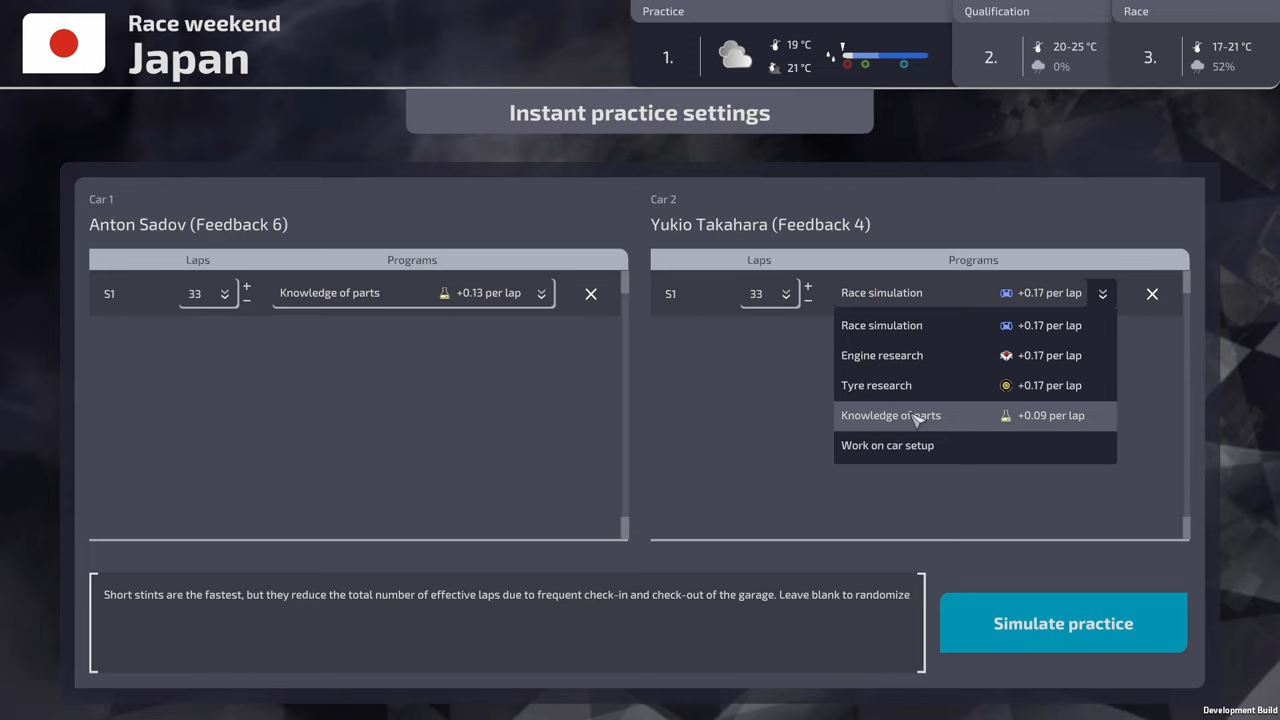 Race weekend
Japan
Practice
1.
19 °C
21 °C
Qualification
2.
20-25 °C
0%
Race
3.
17-21 °C
52%
Instant practice settings
Car 1
Anton Sadov (Feedback 6)
Laps Programs
S1 33 + − Knowledge of parts +0.13 per lap
Car 2
Yukio Takahara (Feedback 4)
Laps Programs
S1 33 + − Race simulation +0.17 per lap
Race simulation +0.17 per lap
Engine research +0.17 per lap
Tyre research +0.17 per lap
Knowledge of parts +0.09 per lap
Work on car setup
Short stints are the fastest, but they reduce the total number of effective laps due to frequent check-in and check-out of the garage. Leave blank to randomize
Simulate practice
Development Build